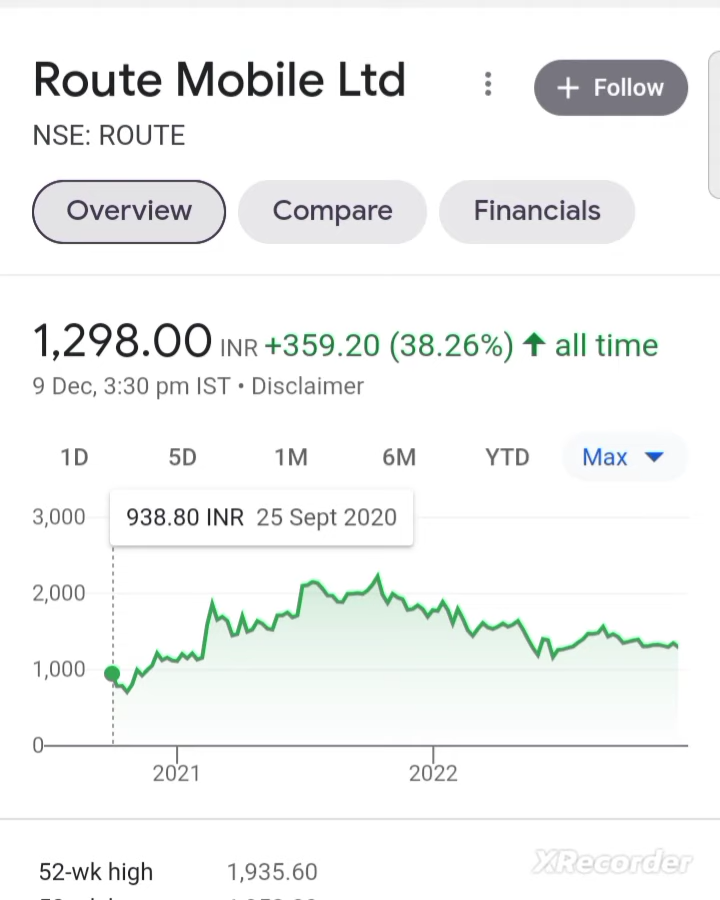 Route Mobile Ltd
+ Follow
NSE: ROUTE
Overview
Compare
Financials
1,298.00 INR +359.20 (38.26%) ↑ all time
9 Dec, 3:30 pm IST • Disclaimer
1D 5D 1M 6M YTD Max
938.80 INR 25 Sept 2020
3,000
2,000
1,000
0
2021 2022
52-wk high 1,935.60
XRecorder